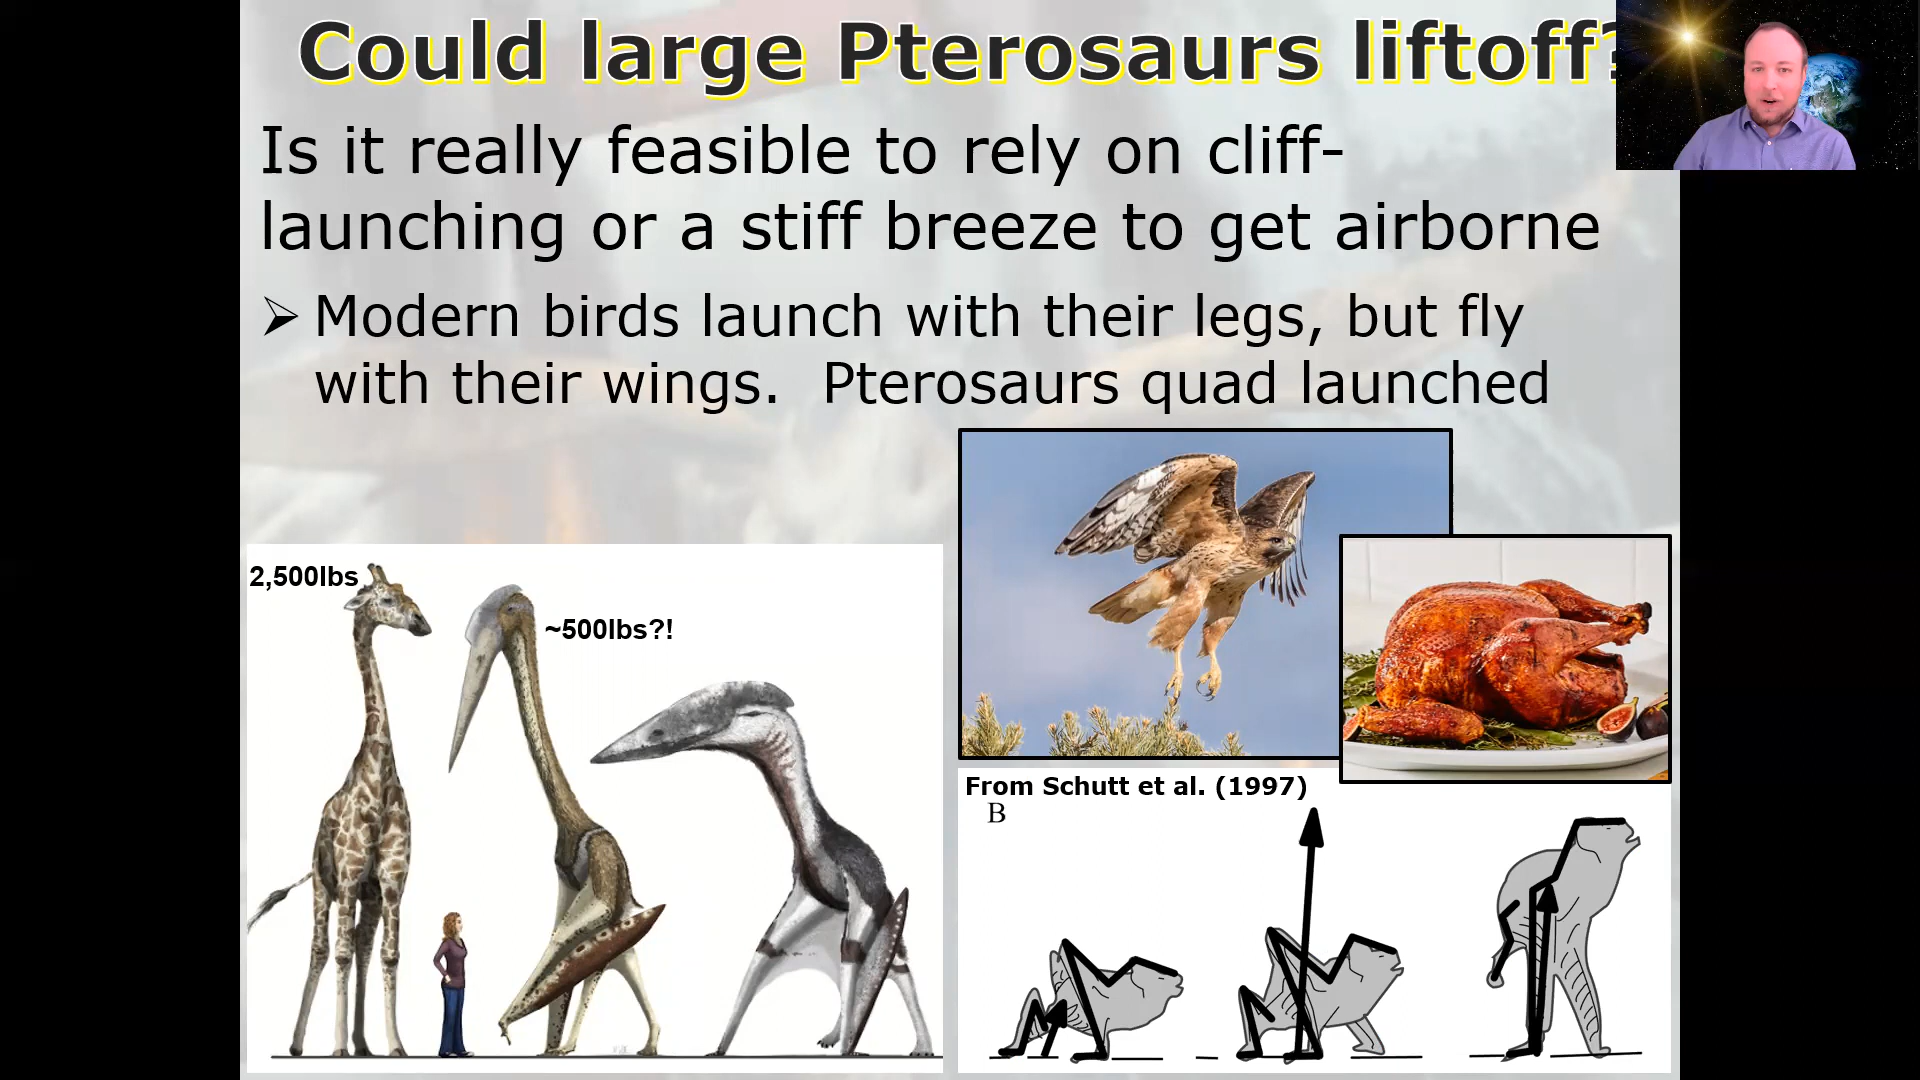 Could large Pterosaurs liftoff?
Is it really feasible to rely on cliff-
launching or a stiff breeze to get airborne
➢ Modern birds launch with their legs, but fly
with their wings. Pterosaurs quad launched
2,500lbs
~500lbs?!
From Schutt et al. (1997)
B